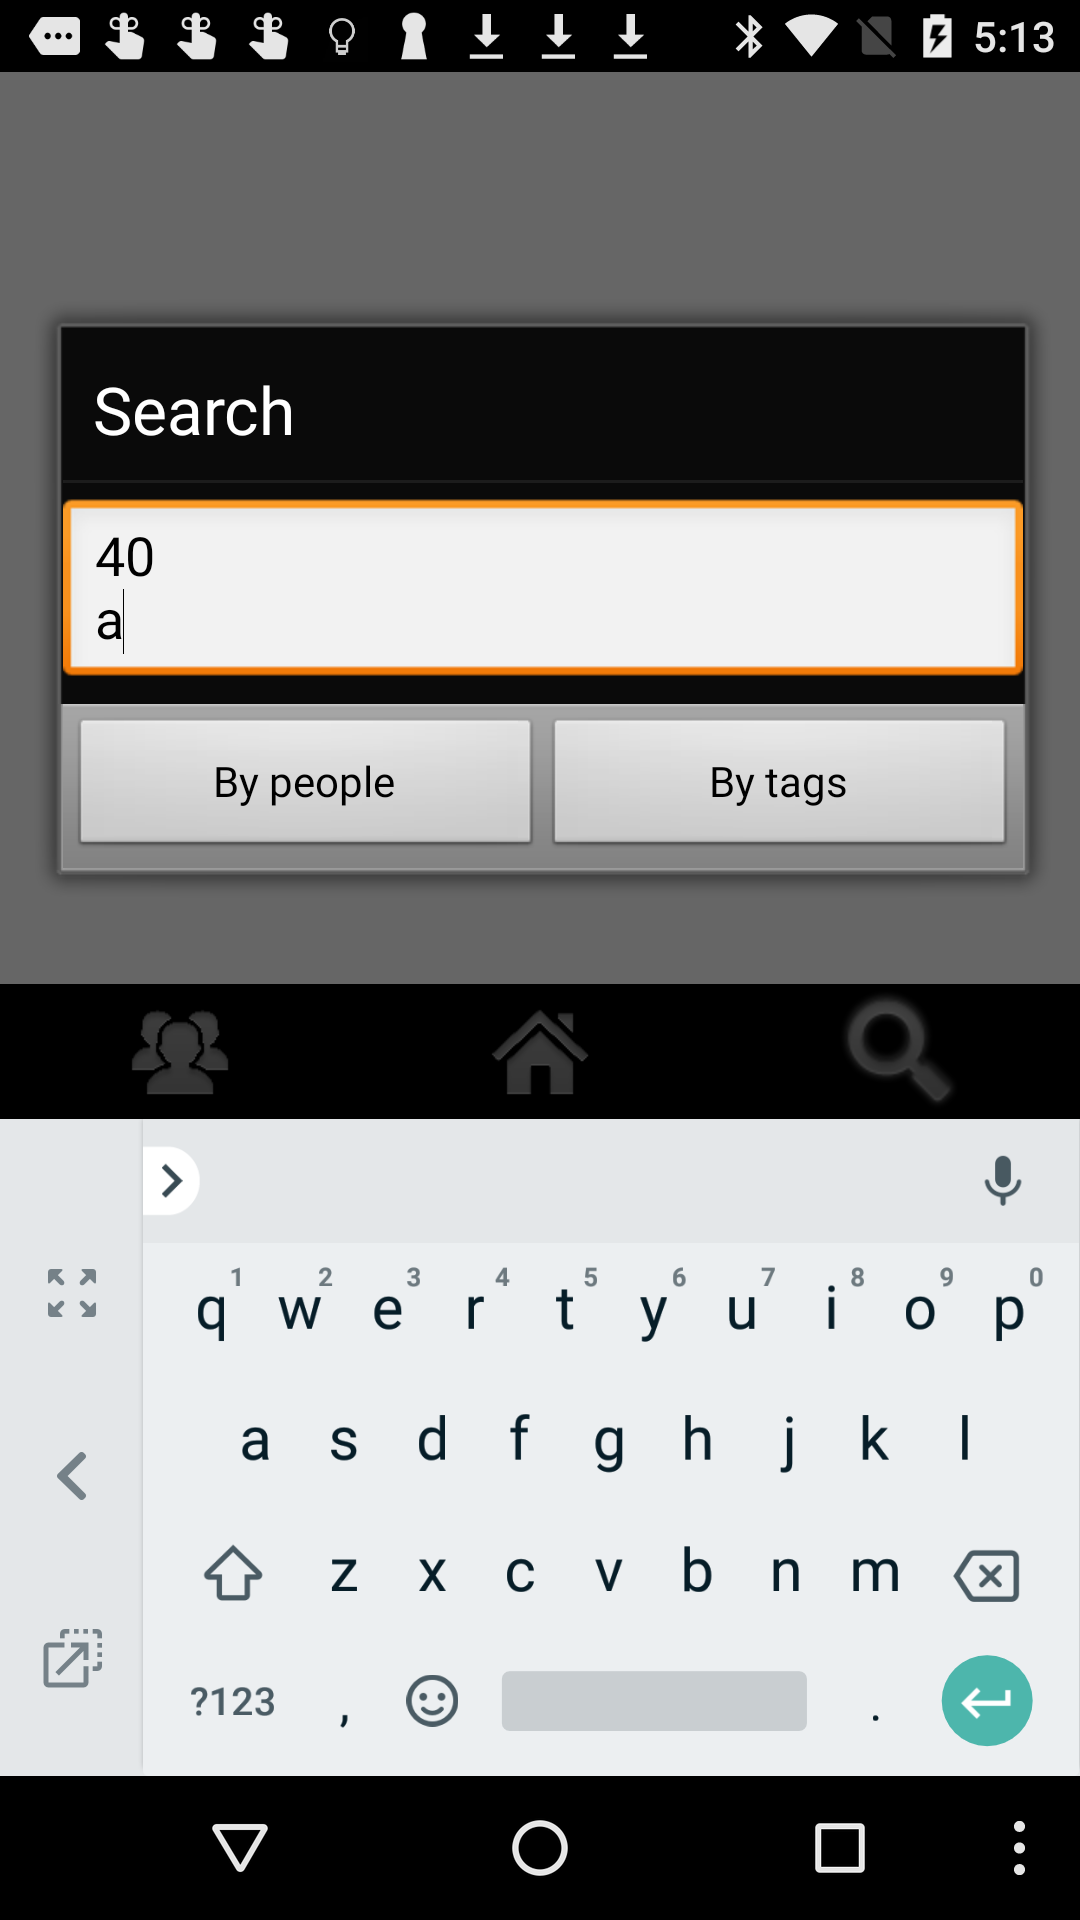 5:13
Search
40
a
By people
By tags
1 2 3 4 5 6 7 8 9 0
q w e r t y u i o p
a s d f g h j k l
z x c v b n m
?123 , .